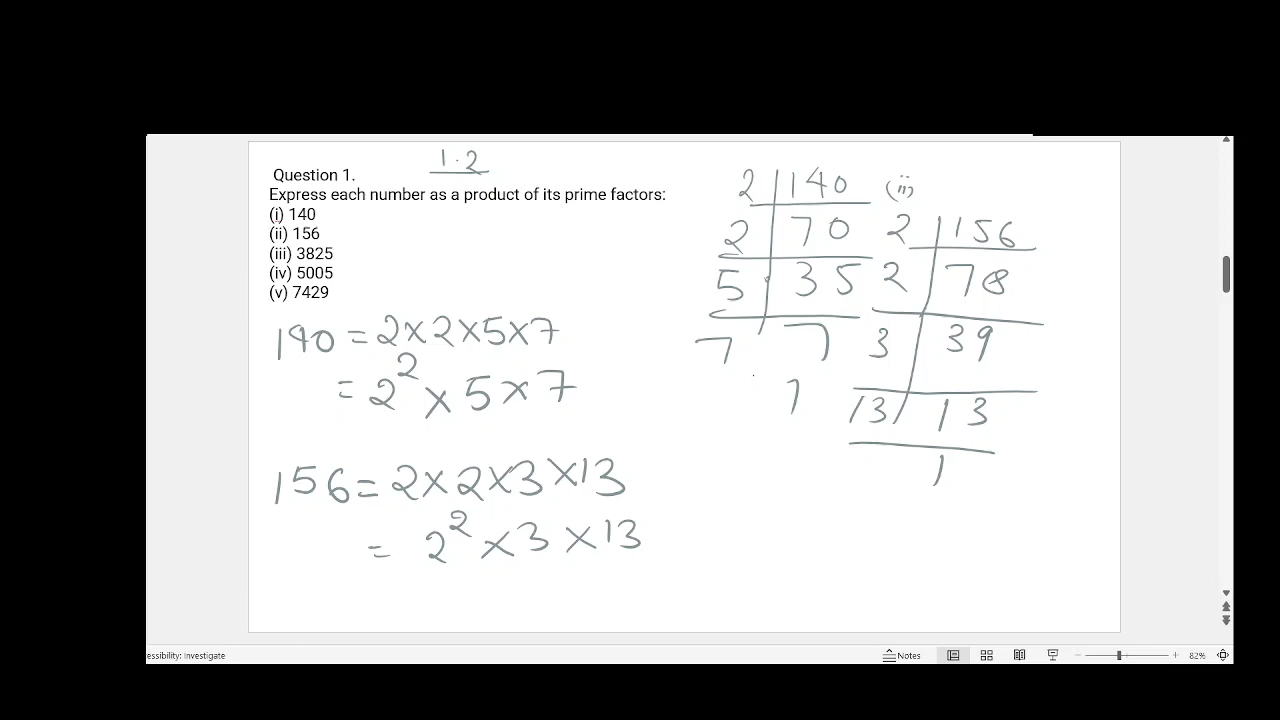 1.2
Question 1.
Express each number as a product of its prime factors:
(i) 140
(ii) 156
(iii) 3825
(iv) 5005
(v) 7429
140 = 2×2×5×7
= 2² × 5 × 7
156 = 2×2×3×13
= 2² × 3 × 13
2 140
2 70
5 35
7 7
1
(ii)
2 156
2 78
3 39
13 13
1
essibility: Investigate
Notes
82%